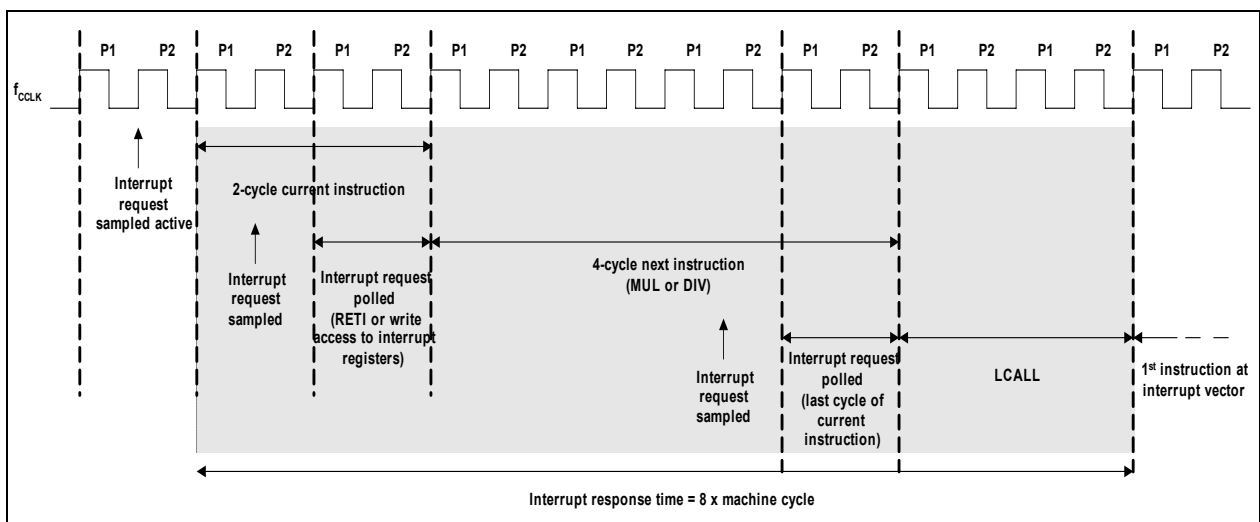 P1 P2 P1 P2 P1 P2 P1 P2 P1 P2 P1 P2 P1 P2 P1 P2 P1 P2 P1 P2
fCCLK
Interrupt
request
sampled active
2-cycle current instruction
Interrupt
request
sampled
Interrupt request
polled
(RETI or write
access to interrupt
registers)
4-cycle next instruction
(MUL or DIV)
Interrupt
request
sampled
Interrupt request
polled
(last cycle of
current
instruction)
LCALL
1st instruction at
interrupt vector
Interrupt response time = 8 x machine cycle